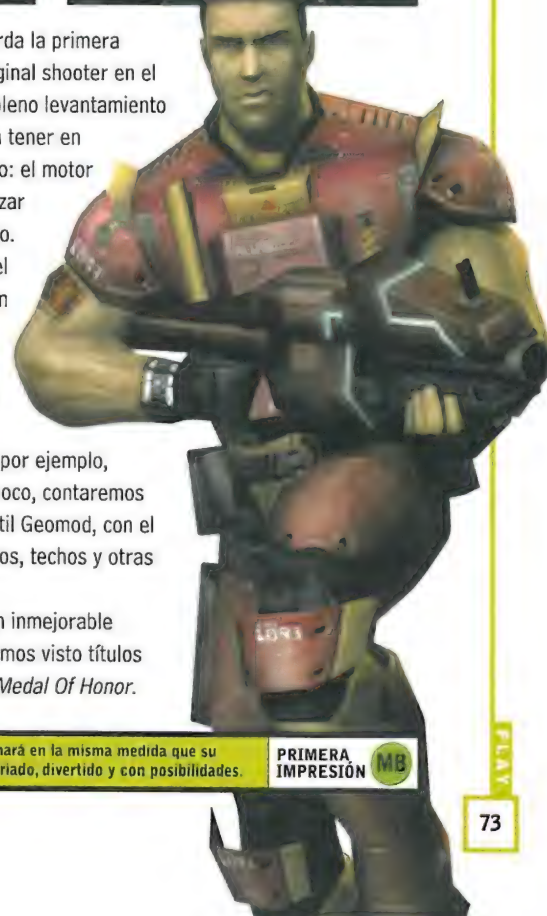 rda la primera
ginal shooter en el
pleno levantamiento
tener en
o: el motor
zar
o.
el
n
por ejemplo,
oco, contaremos
til Geomod, con el
os, techos y otras
n inmejorable
mos visto títulos
Medal Of Honor.
nará en la misma medida que su
riado, divertido y con posibilidades.
PRIMERA
IMPRESIÓN
MB
PLAY
73